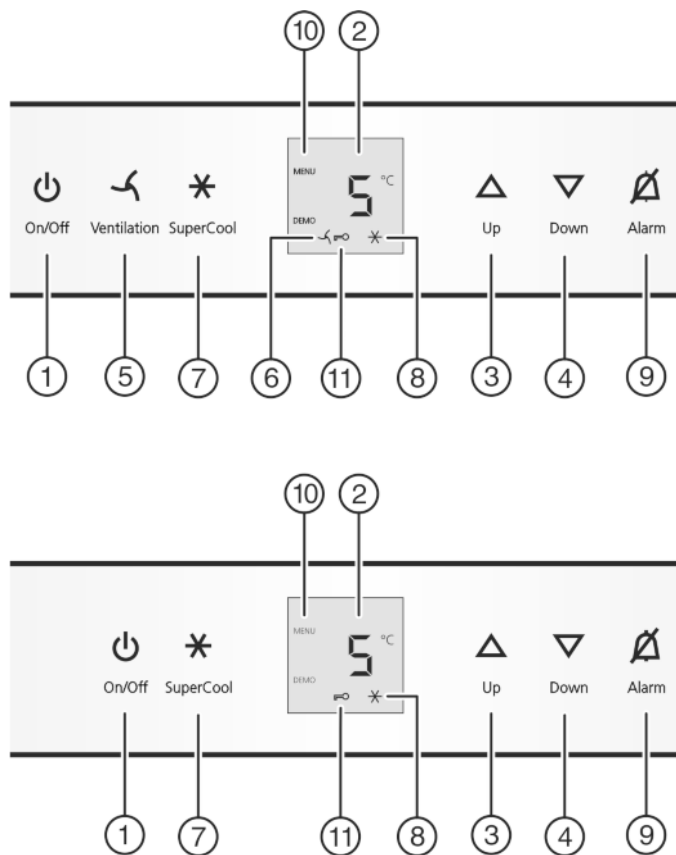 10 2
MENU
5 °C
DEMO
On/Off Ventilation SuperCool Up Down Alarm
1 5 7 6 11 8 3 4 9
10 2
MENU
5 °C
DEMO
On/Off SuperCool Up Down Alarm
1 7 11 8 3 4 9